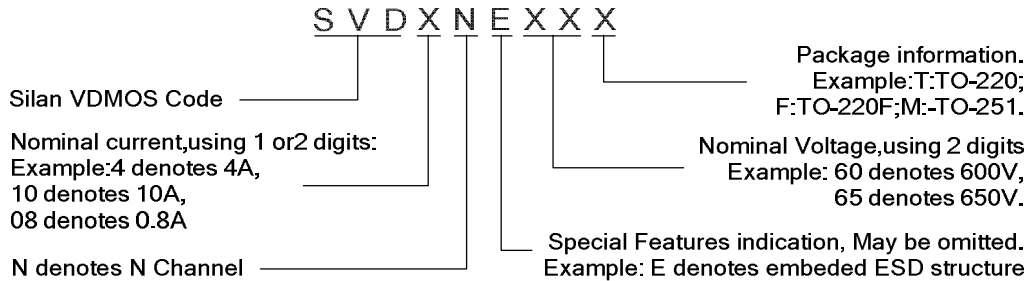 S V D X N E X X X
Silan VDMOS Code
Nominal current,using 1 or2 digits:
Example:4 denotes 4A,
10 denotes 10A,
08 denotes 0.8A
N denotes N Channel
Package information.
Example:T:TO-220;
F:TO-220F;M:-TO-251.
Nominal Voltage,using 2 digits
Example: 60 denotes 600V,
65 denotes 650V.
Special Features indication, May be omitted.
Example: E denotes embeded ESD structure